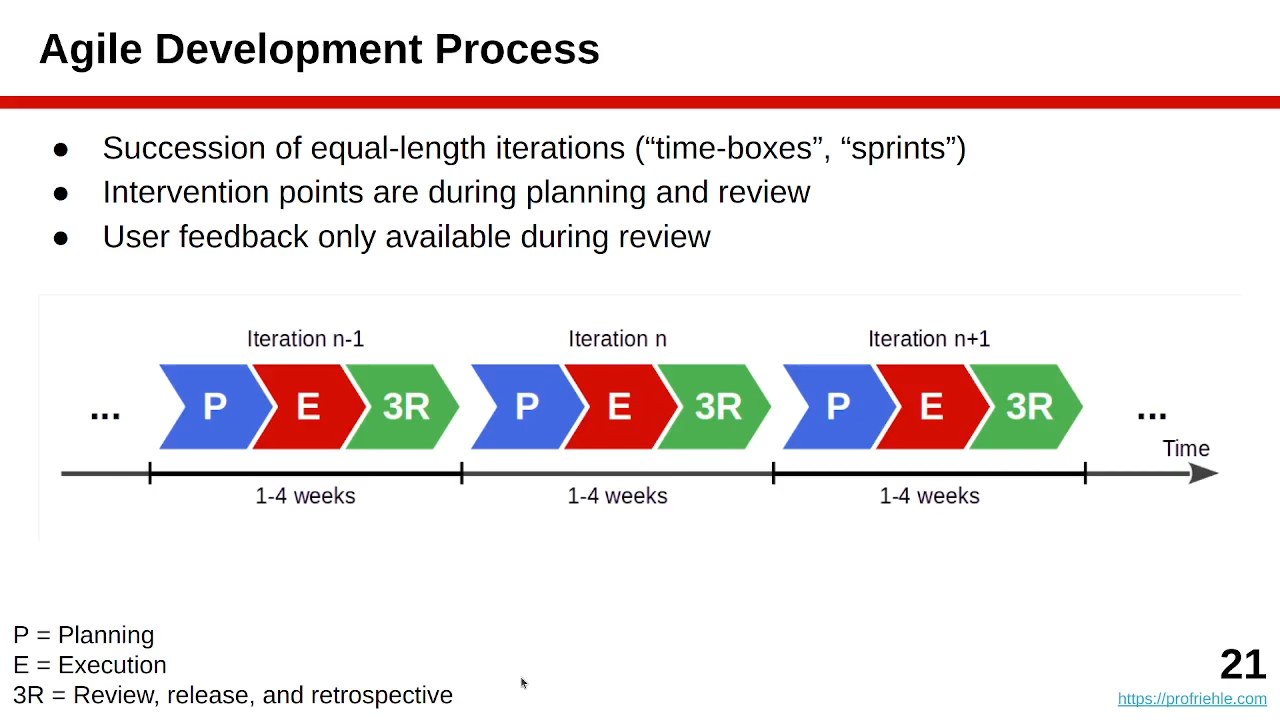 Agile Development Process
● Succession of equal-length iterations (“time-boxes”, “sprints”)
● Intervention points are during planning and review
● User feedback only available during review
Iteration n-1 Iteration n Iteration n+1
... P E 3R P E 3R P E 3R ...
Time
1-4 weeks 1-4 weeks 1-4 weeks
P = Planning
E = Execution
3R = Review, release, and retrospective
21
https://profriehle.com